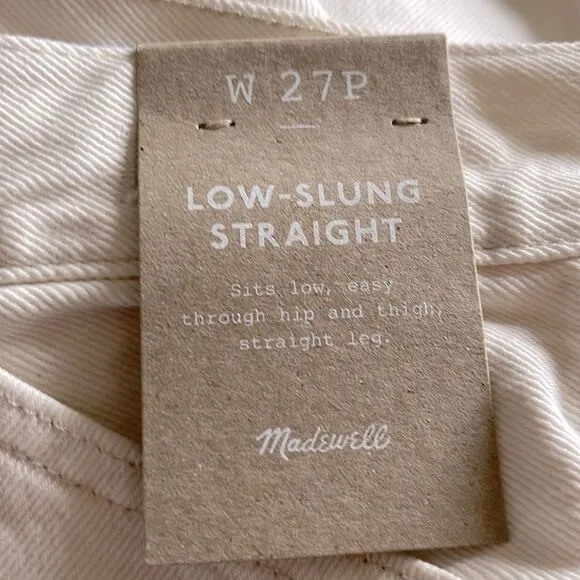 W 27P
LOW-SLUNG
STRAIGHT
Sits low, easy
through hip and thigh,
straight leg.
Madewell